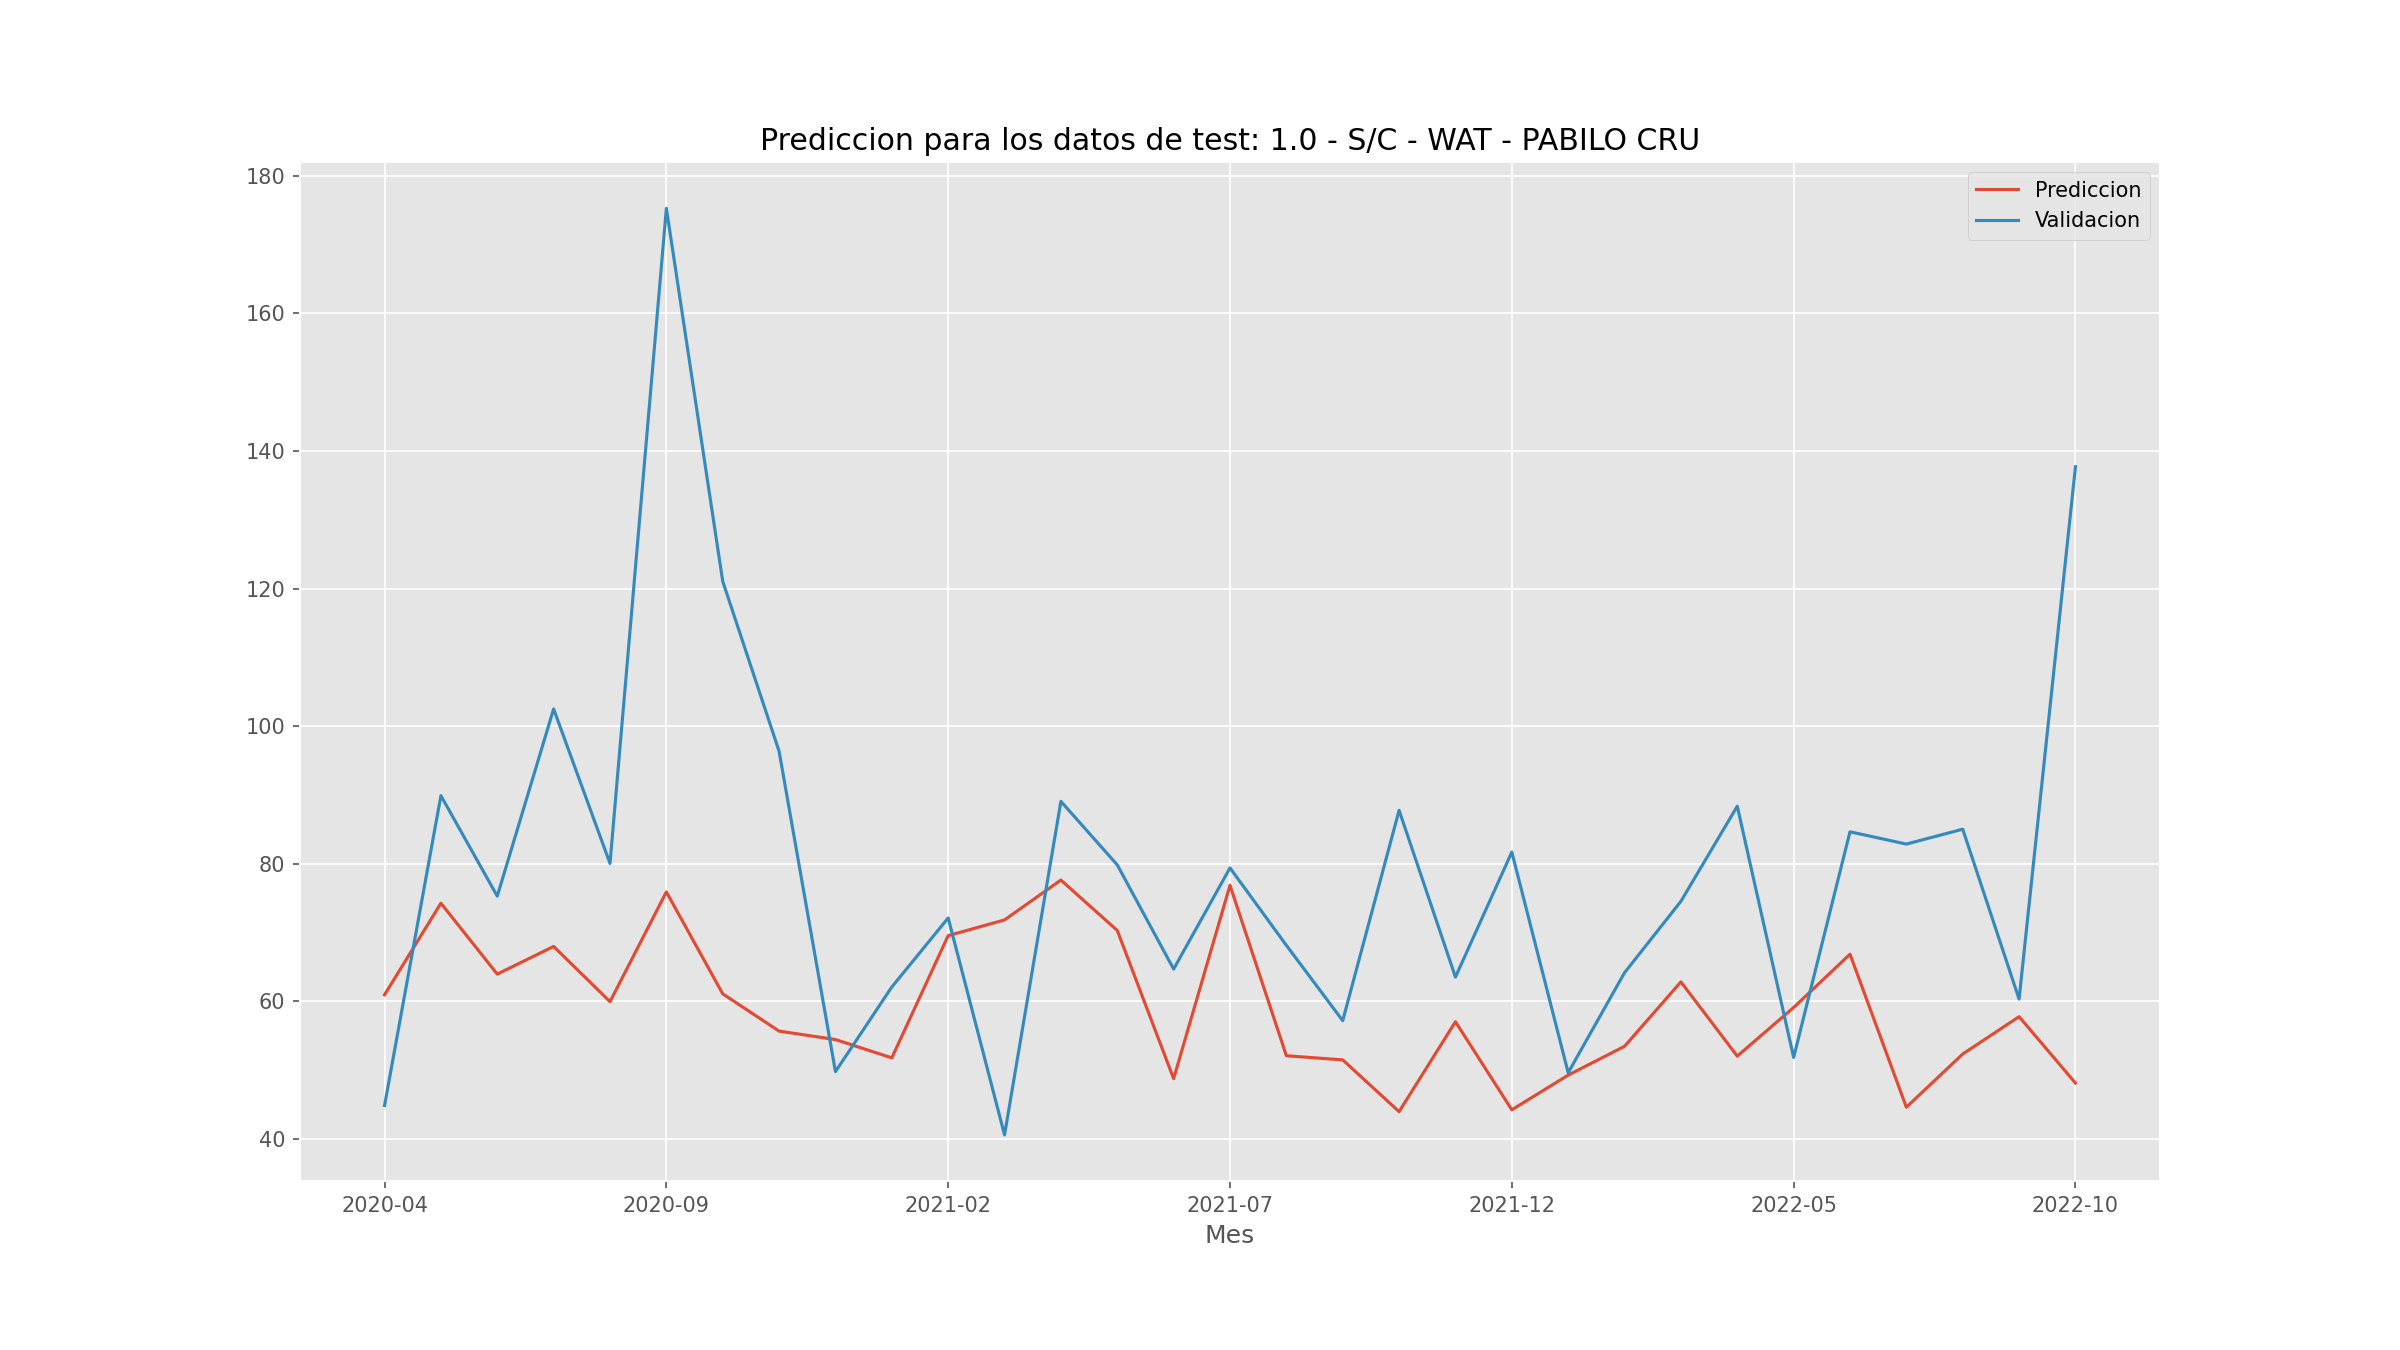 Prediccion para los datos de test: 1.0 - S/C - WAT - PABILO CRU
Prediccion
Validacion
180
160
140
120
100
80
60
40
2020-04 2020-09 2021-02 2021-07 2021-12 2022-05 2022-10
Mes